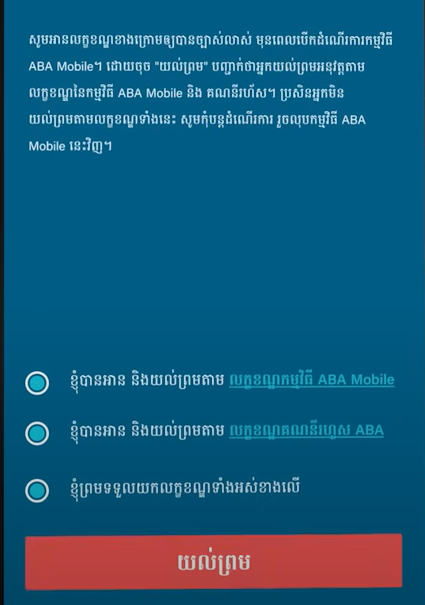 សូមអានលក្ខខណ្ឌខាងក្រោមឲ្យបានច្បាស់លាស់ មុនពេលបើកដំណើរការកម្មវិធី
ABA Mobile។ ដោយចុច "យល់ព្រម" បញ្ជាក់ថាអ្នកយល់ព្រមអនុវត្តតាម
លក្ខខណ្ឌនៃកម្មវិធី ABA Mobile និង គណនីរហ័ស។ ប្រសិនអ្នកមិន
យល់ព្រមតាមលក្ខខណ្ឌទាំងនេះ សូមកុំបន្តដំណើរការ រួចលុបកម្មវិធី ABA
Mobile នេះវិញ។
ខ្ញុំបានអាន និងយល់ព្រមតាម លក្ខខណ្ឌកម្មវិធី ABA Mobile
ខ្ញុំបានអាន និងយល់ព្រមតាម លក្ខខណ្ឌគណនីរហ័ស ABA
ខ្ញុំព្រមទទួលយកលក្ខខណ្ឌទាំងអស់ខាងលើ
យល់ព្រម